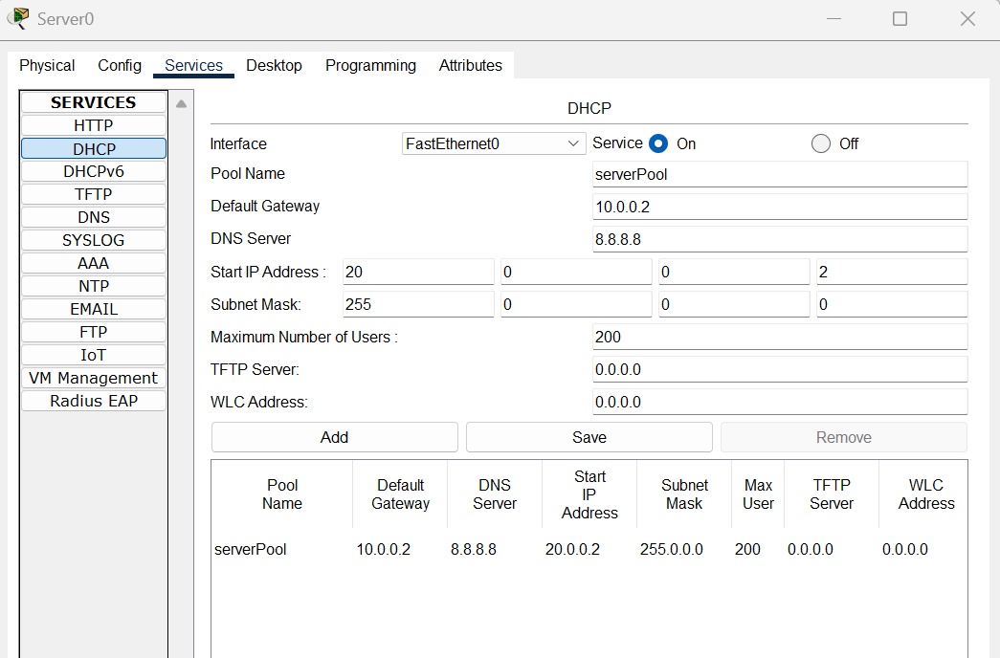 Server0
Physical Config Services Desktop Programming Attributes
SERVICES
HTTP
DHCP
DHCPv6
TFTP
DNS
SYSLOG
AAA
NTP
EMAIL
FTP
IoT
VM Management
Radius EAP
DHCP
Interface FastEthernet0 Service On Off
Pool Name serverPool
Default Gateway 10.0.0.2
DNS Server 8.8.8.8
Start IP Address : 20 0 0 2
Subnet Mask: 255 0 0 0
Maximum Number of Users : 200
TFTP Server: 0.0.0.0
WLC Address: 0.0.0.0
Add Save Remove
Pool Name Default Gateway DNS Server Start IP Address Subnet Mask Max User TFTP Server WLC Address
serverPool 10.0.0.2 8.8.8.8 20.0.0.2 255.0.0.0 200 0.0.0.0 0.0.0.0